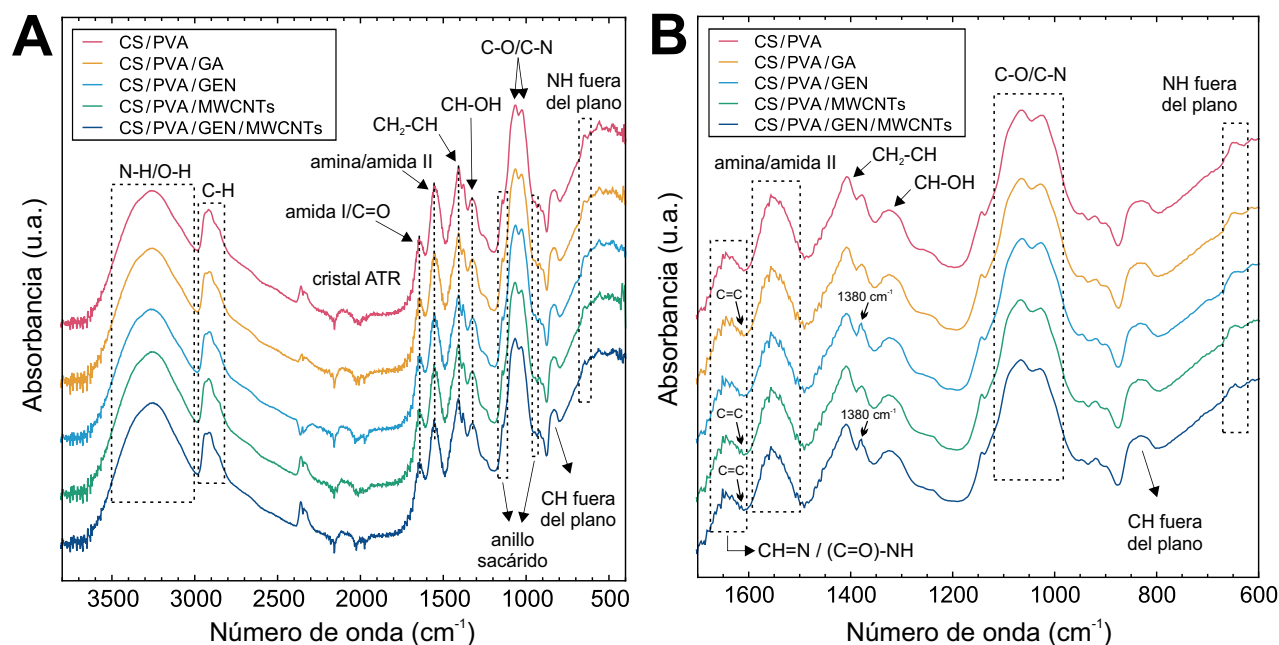 A
CS/PVA
CS/PVA/GA
CS/PVA/GEN
CS/PVA/MWCNTs
CS/PVA/GEN/MWCNTs
C-O/C-N
NH fuera
del plano
CH-OH
CH₂-CH
amina/amida II
N-H/O-H
C-H
amida I/C=O
cristal ATR
CH fuera
del plano
anillo
sacárido
Absorbancia (u.a.)
3500 3000 2500 2000 1500 1000 500
Número de onda (cm⁻¹)
B
CS/PVA
CS/PVA/GA
CS/PVA/GEN
CS/PVA/MWCNTs
CS/PVA/GEN/MWCNTs
C-O/C-N
NH fuera
del plano
amina/amida II
CH₂-CH
CH-OH
C=C
1380 cm⁻¹
C=C
1380 cm⁻¹
C=C
CH=N / (C=O)-NH
CH fuera
del plano
Absorbancia (u.a.)
1600 1400 1200 1000 800 600
Número de onda (cm⁻¹)